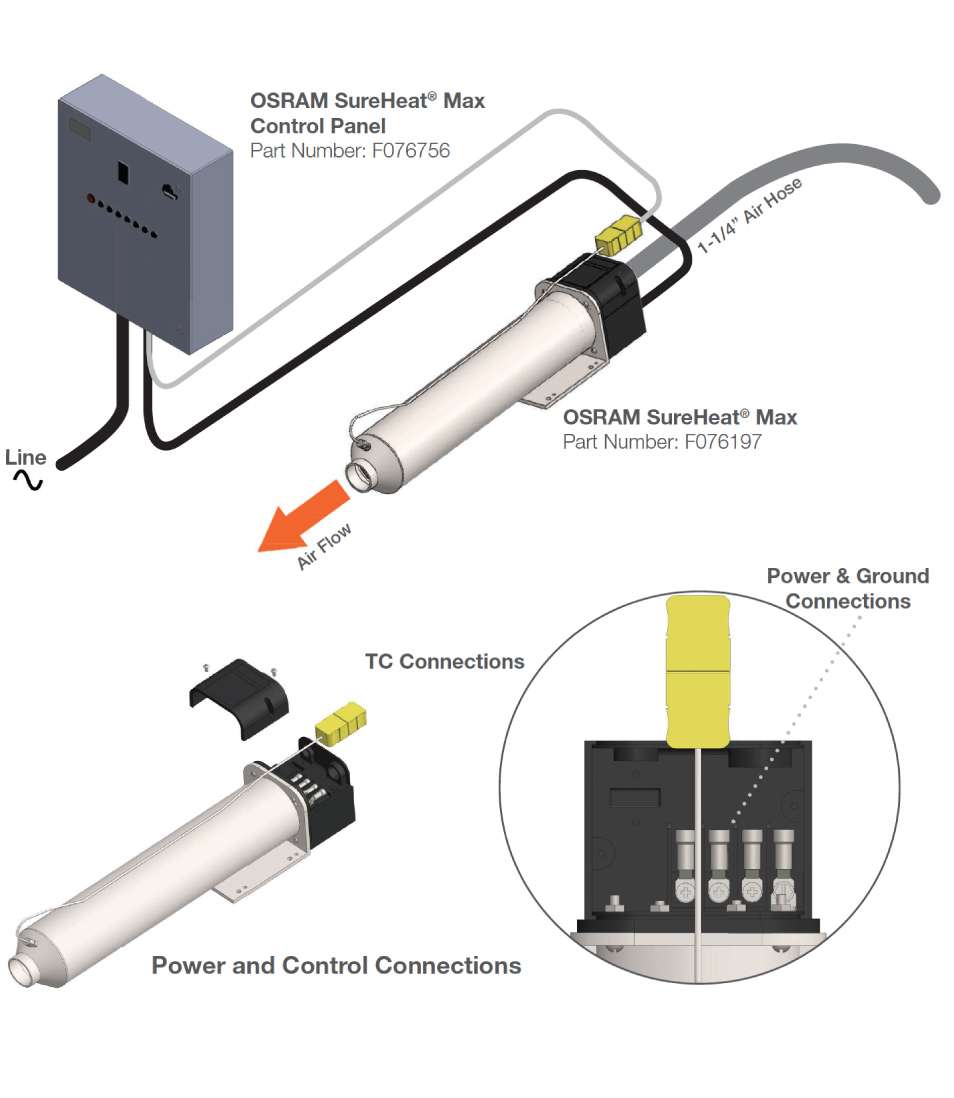 OSRAM SureHeat® Max
Control Panel
Part Number: F076756
1-1/4” Air Hose
OSRAM SureHeat® Max
Part Number: F076197
Line
Air Flow
Power & Ground
Connections
TC Connections
Power and Control Connections